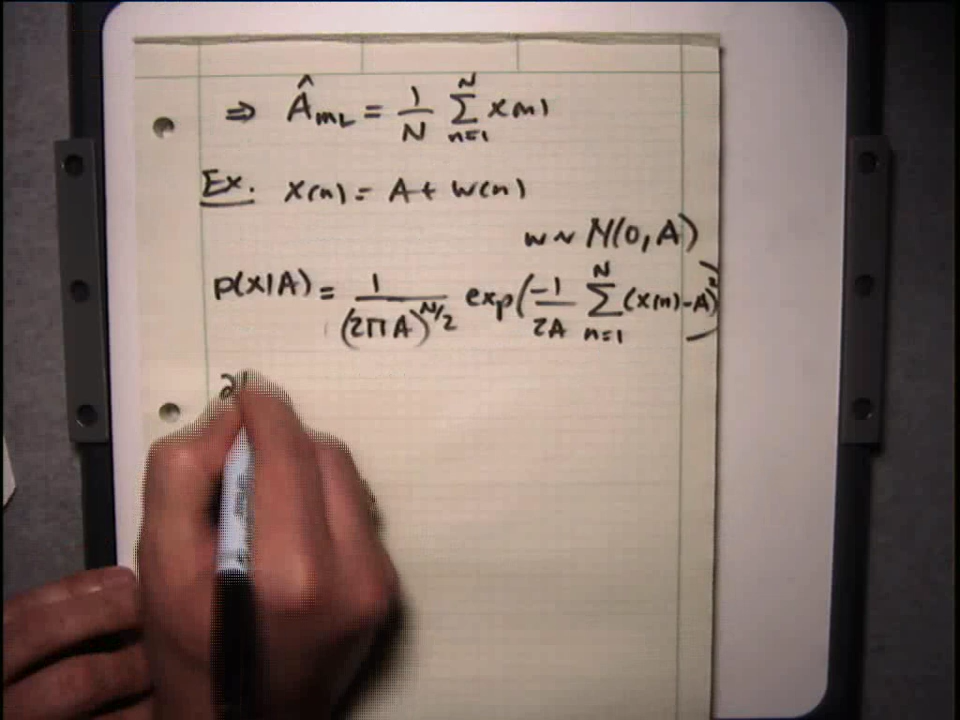 ⇒ Â_ML = 1/N Σ_{n=1}^{N} x(n)
Ex. x(n) = A + w(n)
w ~ N(0, A)
p(x|A) = 1/(2πA)^{N/2} exp(-1/2A Σ_{n=1}^{N} (x(n)-A)²)
∂